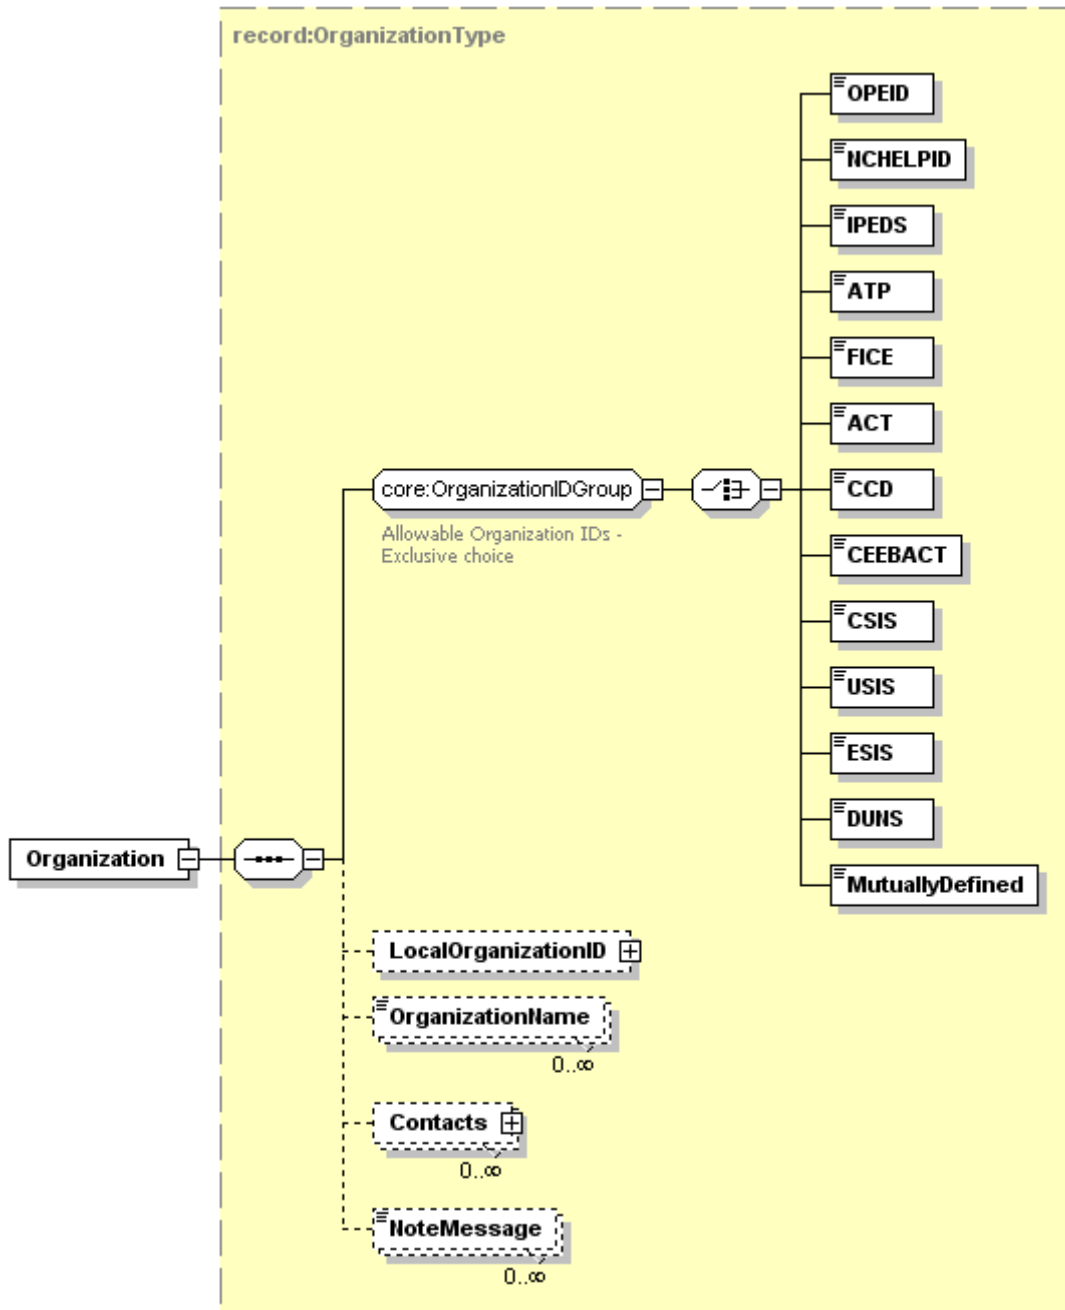 record:OrganizationType
OPEID
NCHELPID
IPEDS
ATP
FICE
ACT
core:OrganizationIDGroup
CCD
Allowable Organization IDs -
Exclusive choice
CEEBACT
CSIS
USIS
ESIS
DUNS
Organization
MutuallyDefined
LocalOrganizationID
OrganizationName
0..∞
Contacts
0..∞
NoteMessage
0..∞